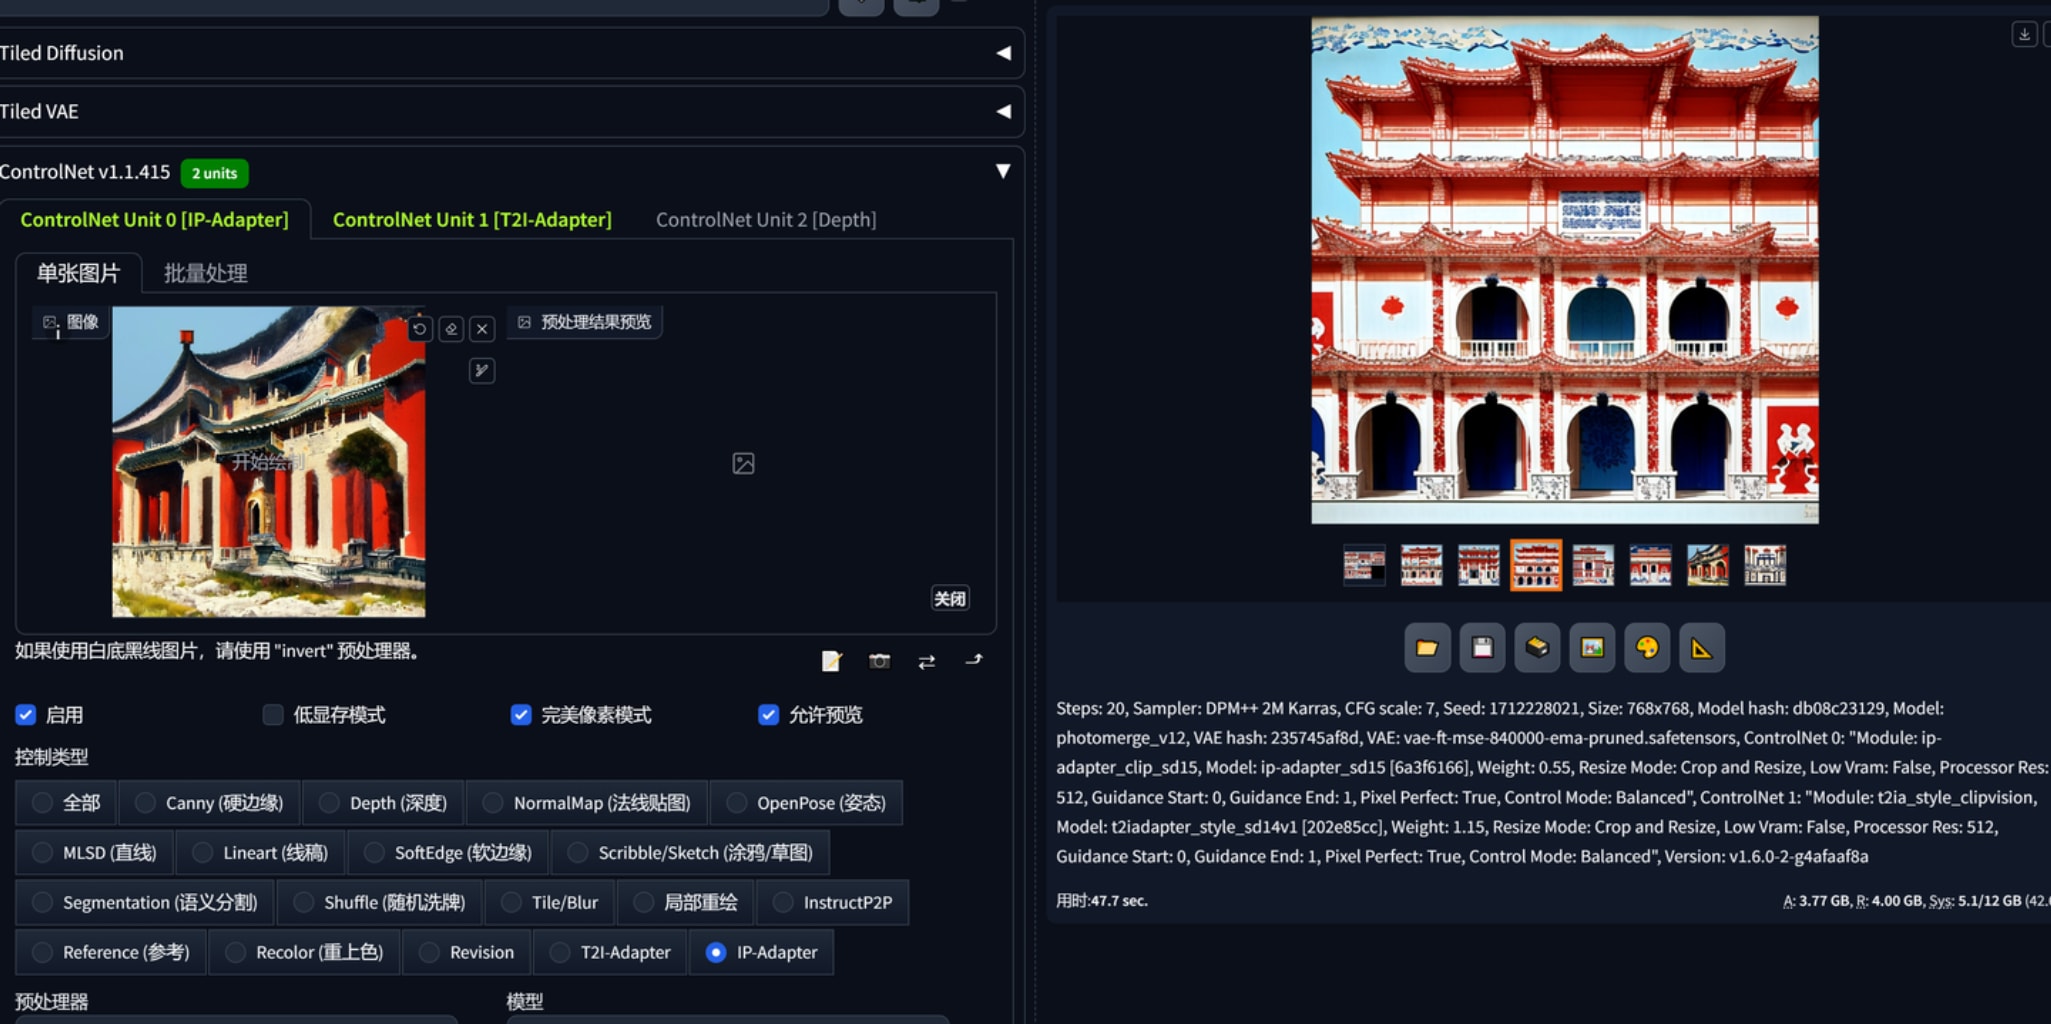 Tiled Diffusion
Tiled VAE
ControlNet v1.1.415 2 units
ControlNet Unit 0 [IP-Adapter] ControlNet Unit 1 [T2I-Adapter] ControlNet Unit 2 [Depth]
单张图片 批量处理
图像 预处理结果预览
开始绘制
关闭
如果使用白底黑线图片，请使用 "invert" 预处理器。
启用 低显存模式 完美像素模式 允许预览
控制类型
全部 Canny (硬边缘) Depth (深度) NormalMap (法线贴图) OpenPose (姿态)
MLSD (直线) Lineart (线稿) SoftEdge (软边缘) Scribble/Sketch (涂鸦/草图)
Segmentation (语义分割) Shuffle (随机洗牌) Tile/Blur 局部重绘 InstructP2P
Reference (参考) Recolor (重上色) Revision T2I-Adapter IP-Adapter
预处理器 模型
Steps: 20, Sampler: DPM++ 2M Karras, CFG scale: 7, Seed: 1712228021, Size: 768x768, Model hash: db08c23129, Model:
photomerge_v12, VAE hash: 235745af8d, VAE: vae-ft-mse-840000-ema-pruned.safetensors, ControlNet 0: "Module: ip-
adapter_clip_sd15, Model: ip-adapter_sd15 [6a3f6166], Weight: 0.55, Resize Mode: Crop and Resize, Low Vram: False, Processor Res:
512, Guidance Start: 0, Guidance End: 1, Pixel Perfect: True, Control Mode: Balanced", ControlNet 1: "Module: t2ia_style_clipvision,
Model: t2iadapter_style_sd14v1 [202e85cc], Weight: 1.15, Resize Mode: Crop and Resize, Low Vram: False, Processor Res: 512,
Guidance Start: 0, Guidance End: 1, Pixel Perfect: True, Control Mode: Balanced", Version: v1.6.0-2-g4afaaf8a
用时:47.7 sec.
A: 3.77 GB, R: 4.00 GB, Sys: 5.1/12 GB (42.